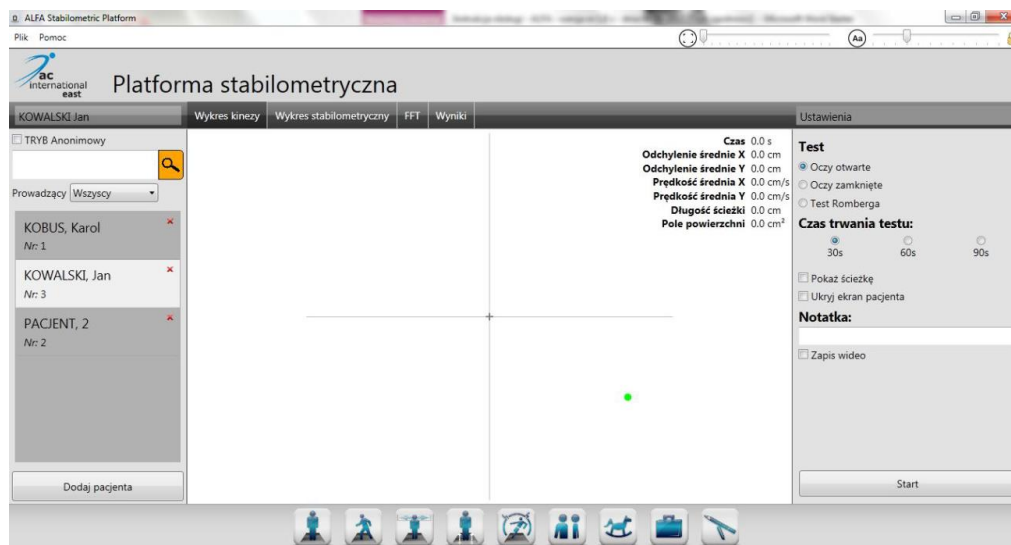 ALFA Stabilometric Platform
Plik Pomoc
Aa
ac
international
east
Platforma stabilometryczna
KOWALSKI Jan
Wykres kinezy Wykres stabilometryczny FFT Wyniki
Ustawienia
TRYB Anonimowy
Prowadzący Wszyscy
KOBUS, Karol
Nr: 1
KOWALSKI, Jan
Nr: 3
PACJENT, 2
Nr: 2
Dodaj pacjenta
Czas 0.0 s
Odchylenie średnie X 0.0 cm
Odchylenie średnie Y 0.0 cm
Prędkość średnia X 0.0 cm/s
Prędkość średnia Y 0.0 cm/s
Długość ścieżki 0.0 cm
Pole powierzchni 0.0 cm²
Test
Oczy otwarte
Oczy zamknięte
Test Romberga
Czas trwania testu:
30s 60s 90s
Pokaż ścieżkę
Ukryj ekran pacjenta
Notatka:
Zapis wideo
Start